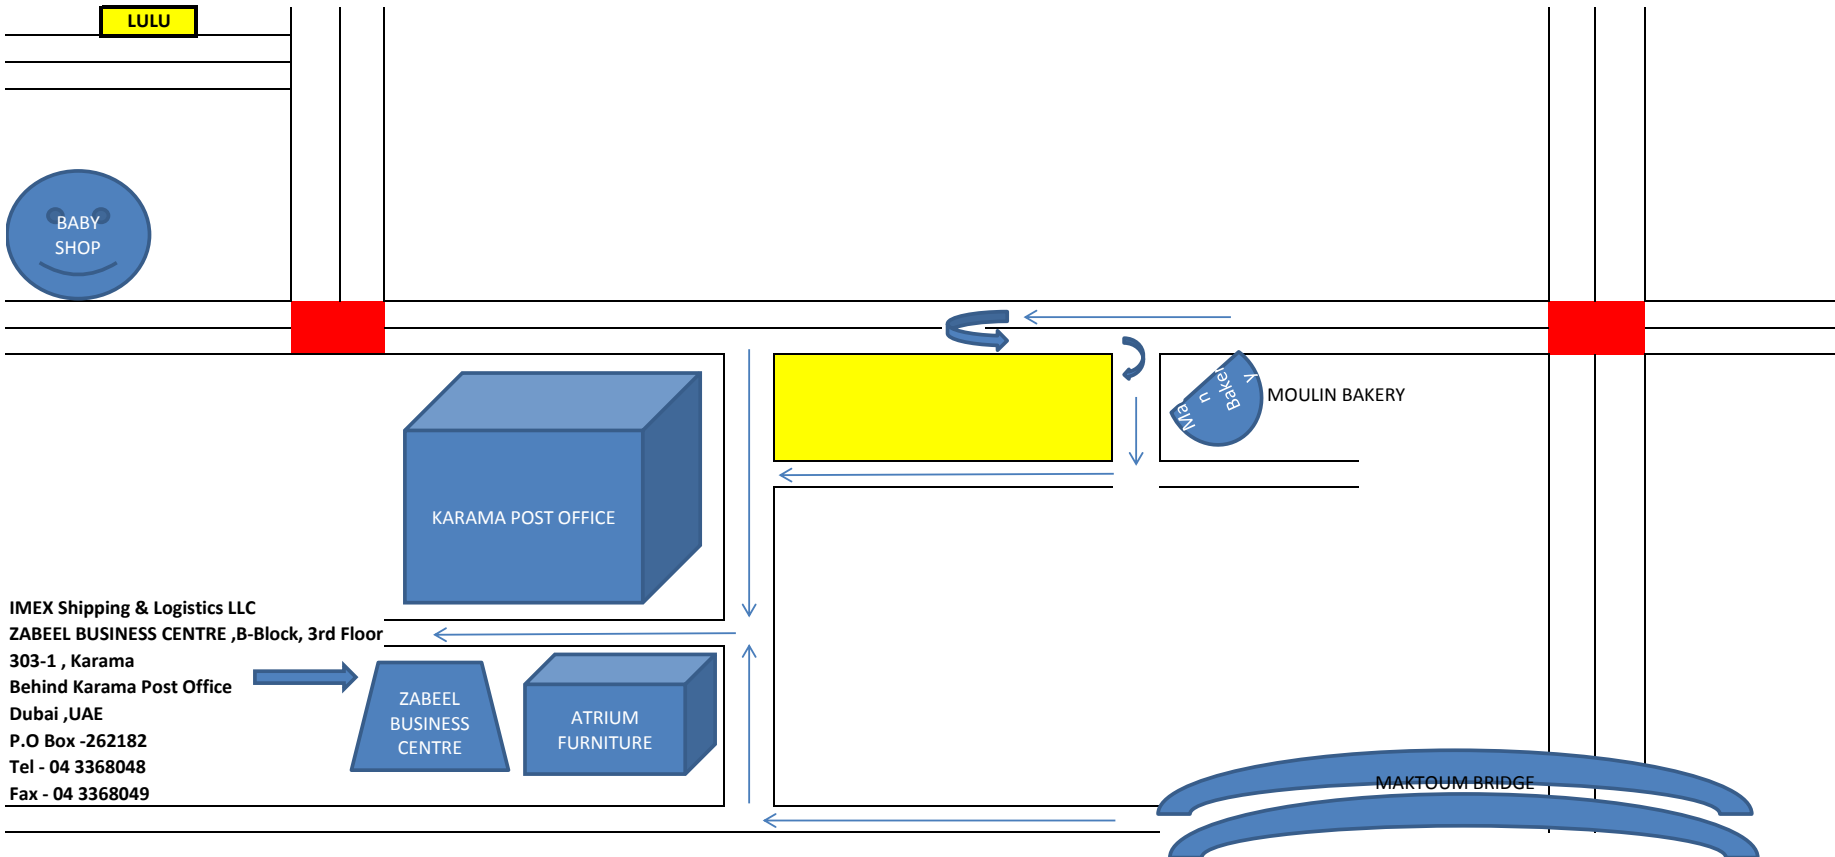 LULU
BABY
SHOP
Ma
n
Baker
y
MOULIN BAKERY
KARAMA POST OFFICE
IMEX Shipping & Logistics LLC
ZABEEL BUSINESS CENTRE ,B-Block, 3rd Floor
303-1 , Karama
Behind Karama Post Office
Dubai ,UAE
P.O Box -262182
Tel - 04 3368048
Fax - 04 3368049
ZABEEL
BUSINESS
CENTRE
ATRIUM
FURNITURE
MAKTOUM BRIDGE